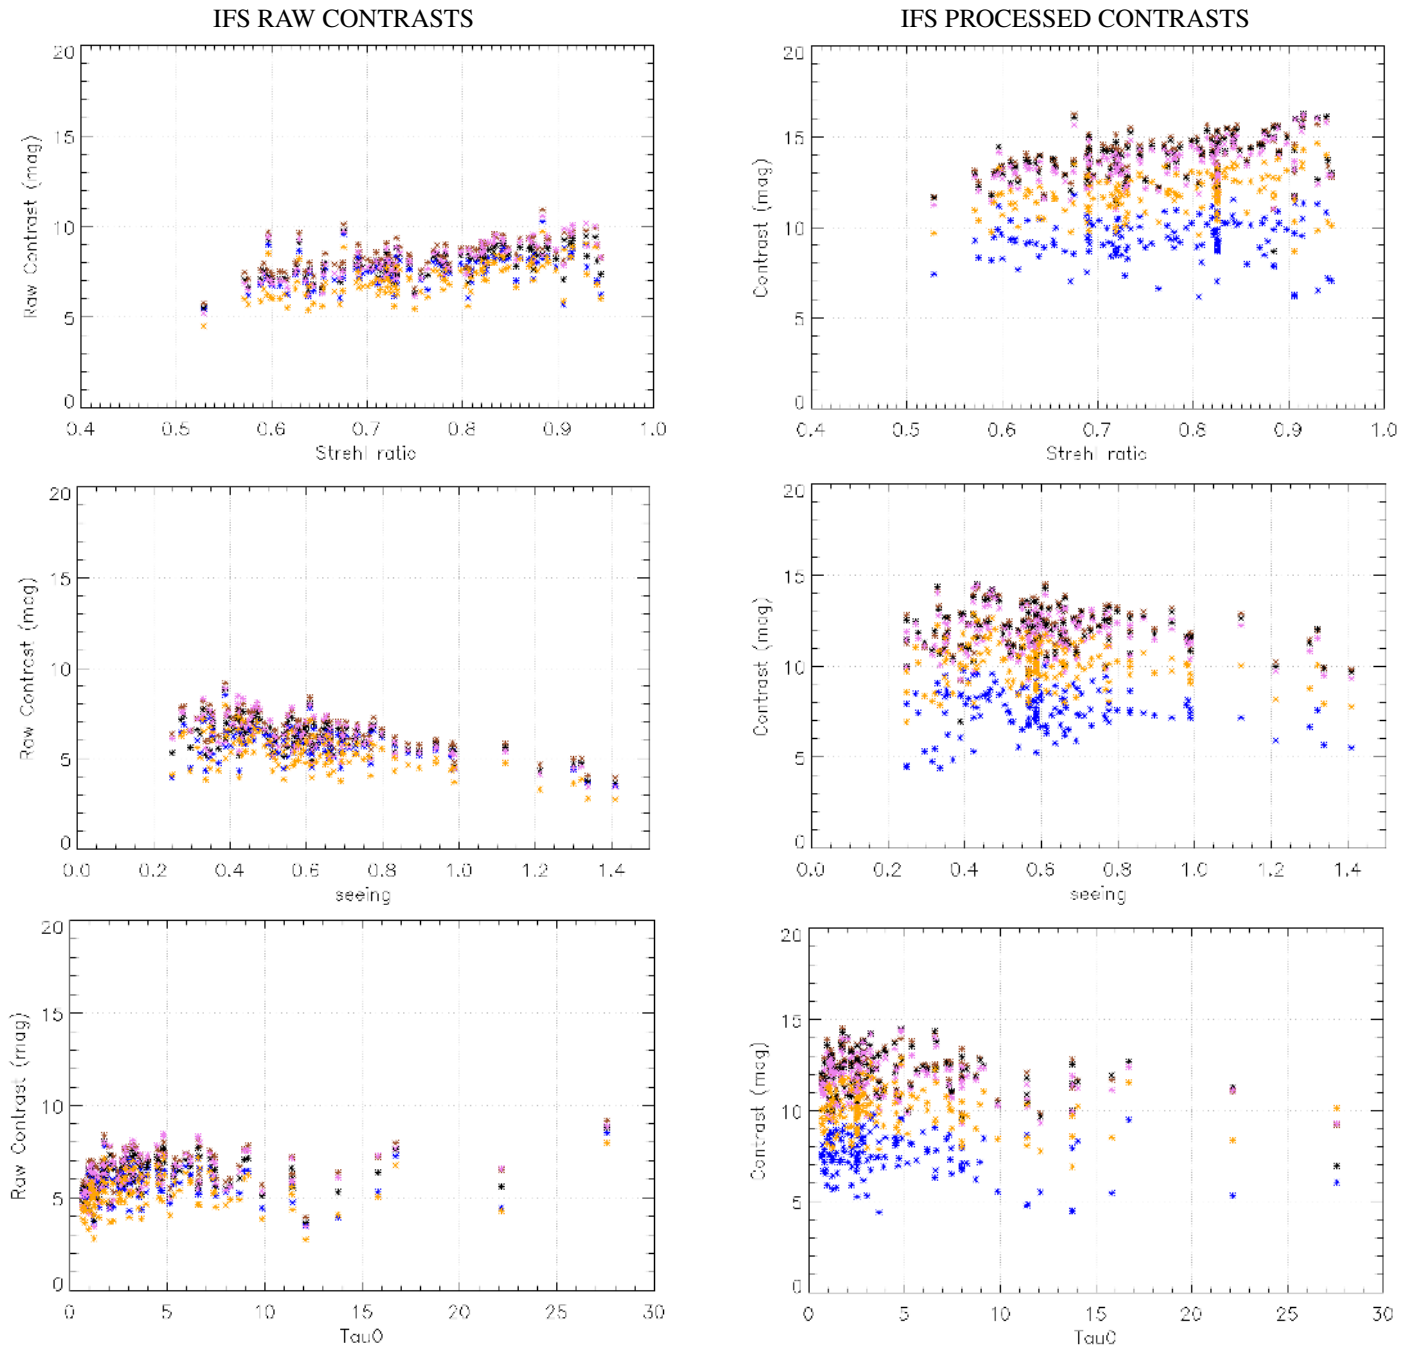 IFS RAW CONTRASTS
IFS PROCESSED CONTRASTS
20
15
10
5
0
Raw Contrast (mag)
0.4 0.5 0.6 0.7 0.8 0.9 1.0
Strehl ratio
20
15
10
5
0
Contrast (mag)
0.4 0.5 0.6 0.7 0.8 0.9 1.0
Strehl ratio
20
15
10
5
0
Raw Contrast (mag)
0.0 0.2 0.4 0.6 0.8 1.0 1.2 1.4
seeing
20
15
10
5
0
Contrast (mag)
0.0 0.2 0.4 0.6 0.8 1.0 1.2 1.4
seeing
20
15
10
5
0
Raw Contrast (mag)
0 5 10 15 20 25 30
Tau0
20
15
10
5
0
Contrast (mag)
0 5 10 15 20 25 30
Tau0